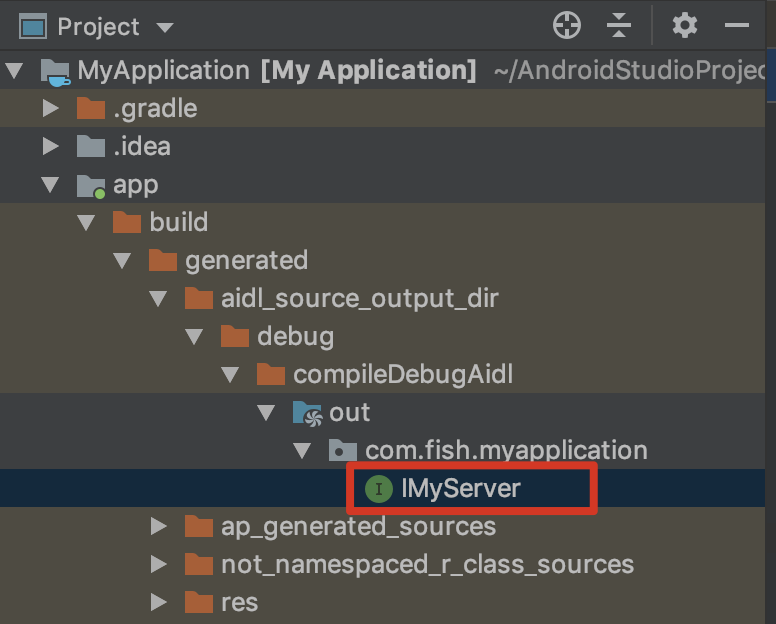 Project
MyApplication [My Application] ~/AndroidStudioProjec
.gradle
.idea
app
build
generated
aidl_source_output_dir
debug
compileDebugAidl
out
com.fish.myapplication
I IMyServer
ap_generated_sources
not_namespaced_r_class_sources
res